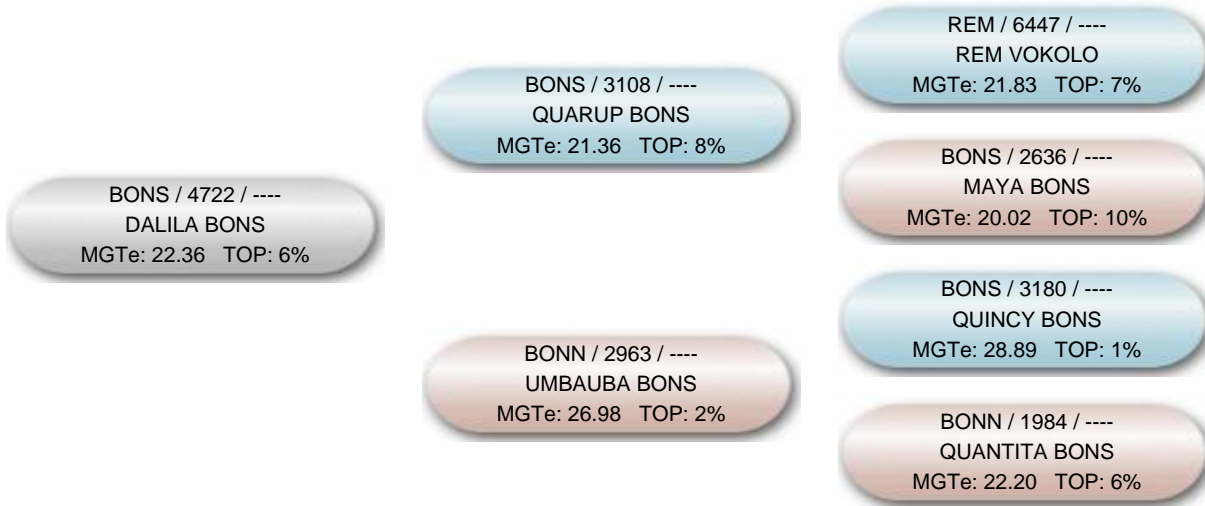 BONS / 4722 / ----
DALILA BONS
MGTe: 22.36 TOP: 6%
BONS / 3108 / ----
QUARUP BONS
MGTe: 21.36 TOP: 8%
BONN / 2963 / ----
UMBAUBA BONS
MGTe: 26.98 TOP: 2%
REM / 6447 / ----
REM VOKOLO
MGTe: 21.83 TOP: 7%
BONS / 2636 / ----
MAYA BONS
MGTe: 20.02 TOP: 10%
BONS / 3180 / ----
QUINCY BONS
MGTe: 28.89 TOP: 1%
BONN / 1984 / ----
QUANTITA BONS
MGTe: 22.20 TOP: 6%